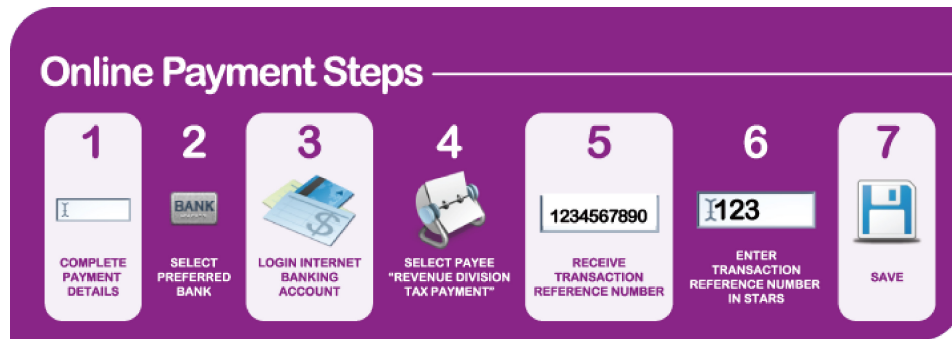 Online Payment Steps
1
COMPLETE
PAYMENT
DETAILS
2
BANK
SELECT
PREFERRED
BANK
3
$
LOGIN INTERNET
BANKING
ACCOUNT
4
SELECT PAYEE
"REVENUE DIVISION
TAX PAYMENT"
5
1234567890
RECEIVE
TRANSACTION
REFERENCE NUMBER
6
123
ENTER
TRANSACTION
REFERENCE NUMBER
IN STARS
7
SAVE